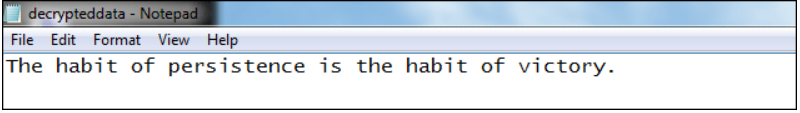 decrypteddata - Notepad
File Edit Format View Help
The habit of persistence is the habit of victory.